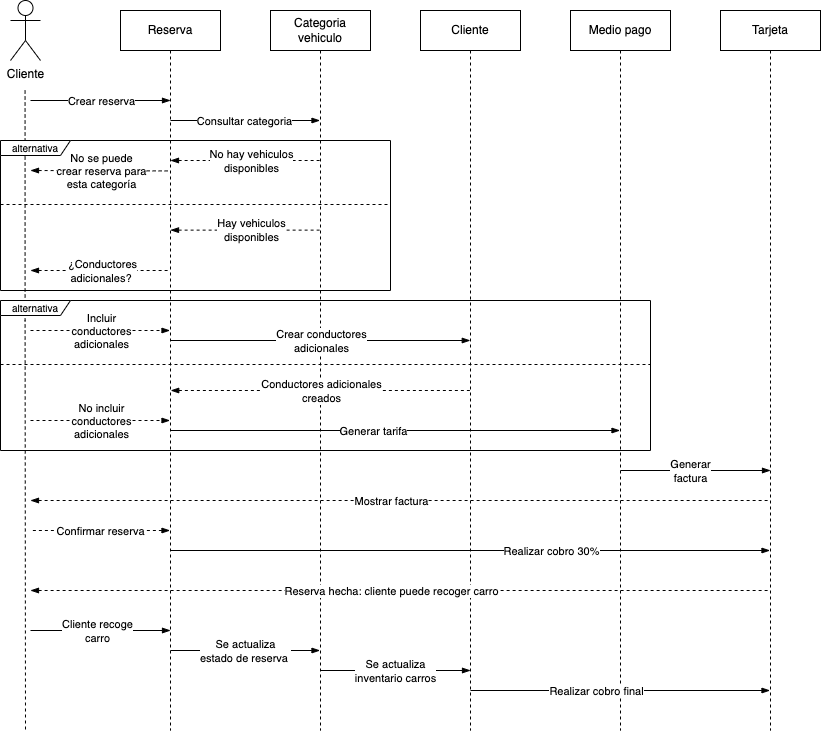 Reserva
Categoria
vehiculo
Cliente
Medio pago
Tarjeta
Cliente
Crear reserva
Consultar categoria
alternativa
No hay vehiculos
disponibles
No se puede
crear reserva para
esta categoría
Hay vehiculos
disponibles
¿Conductores
adicionales?
alternativa
Incluir
conductores
adicionales
Crear conductores
adicionales
Conductores adicionales
creados
No incluir
conductores
adicionales
Generar tarifa
Generar
factura
Mostrar factura
Confirmar reserva
Realizar cobro 30%
Reserva hecha: cliente puede recoger carro
Cliente recoge
carro
Se actualiza
estado de reserva
Se actualiza
inventario carros
Realizar cobro final